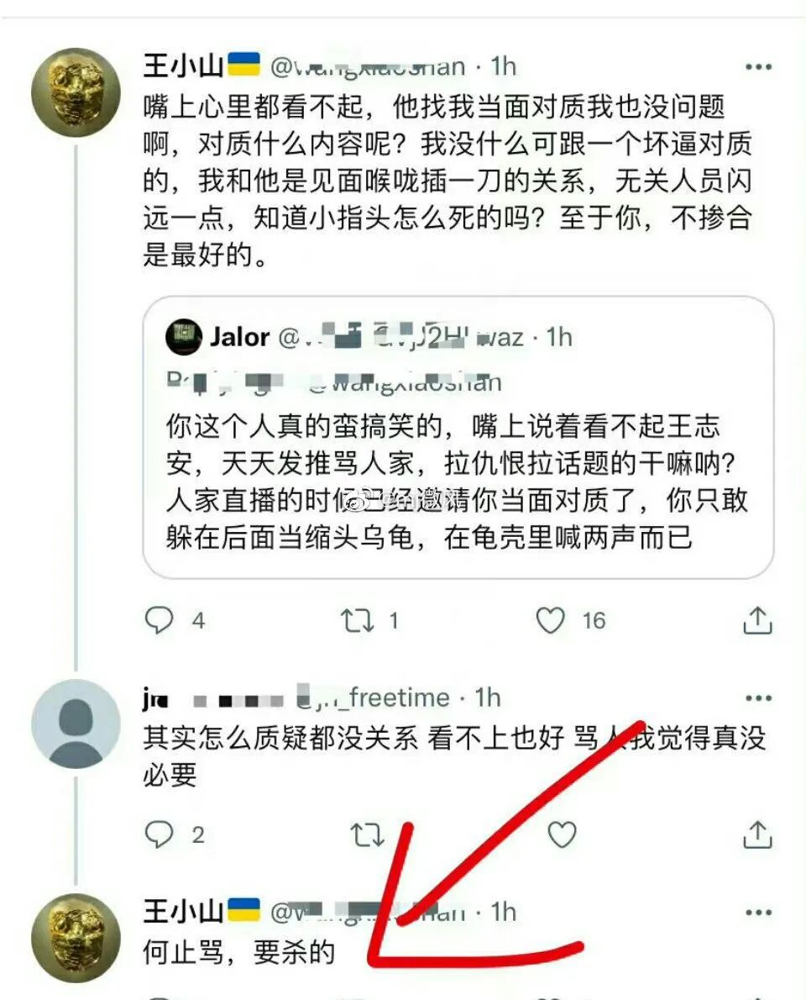 王小山 · 1h
嘴上心里都看不起，他找我当面对质我也没问题
啊，对质什么内容呢？我没什么可跟一个坏逼对质
的，我和他是见面喉咙插一刀的关系，无关人员闪
远一点，知道小指头怎么死的吗？至于你，不掺合
是最好的。
Jalor · 1h
@wangxiaoshan
你这个人真的蛮搞笑的，嘴上说着看不起王志
安，天天发推骂人家，拉仇恨拉话题的干嘛呐？
人家直播的时候已经邀请你当面对质了，你只敢
躲在后面当缩头乌龟，在龟壳里喊两声而已
4 1 16
_freetime · 1h
其实怎么质疑都没关系 看不上也好 骂人我觉得真没
必要
2
王小山 · 1h
何止骂，要杀的